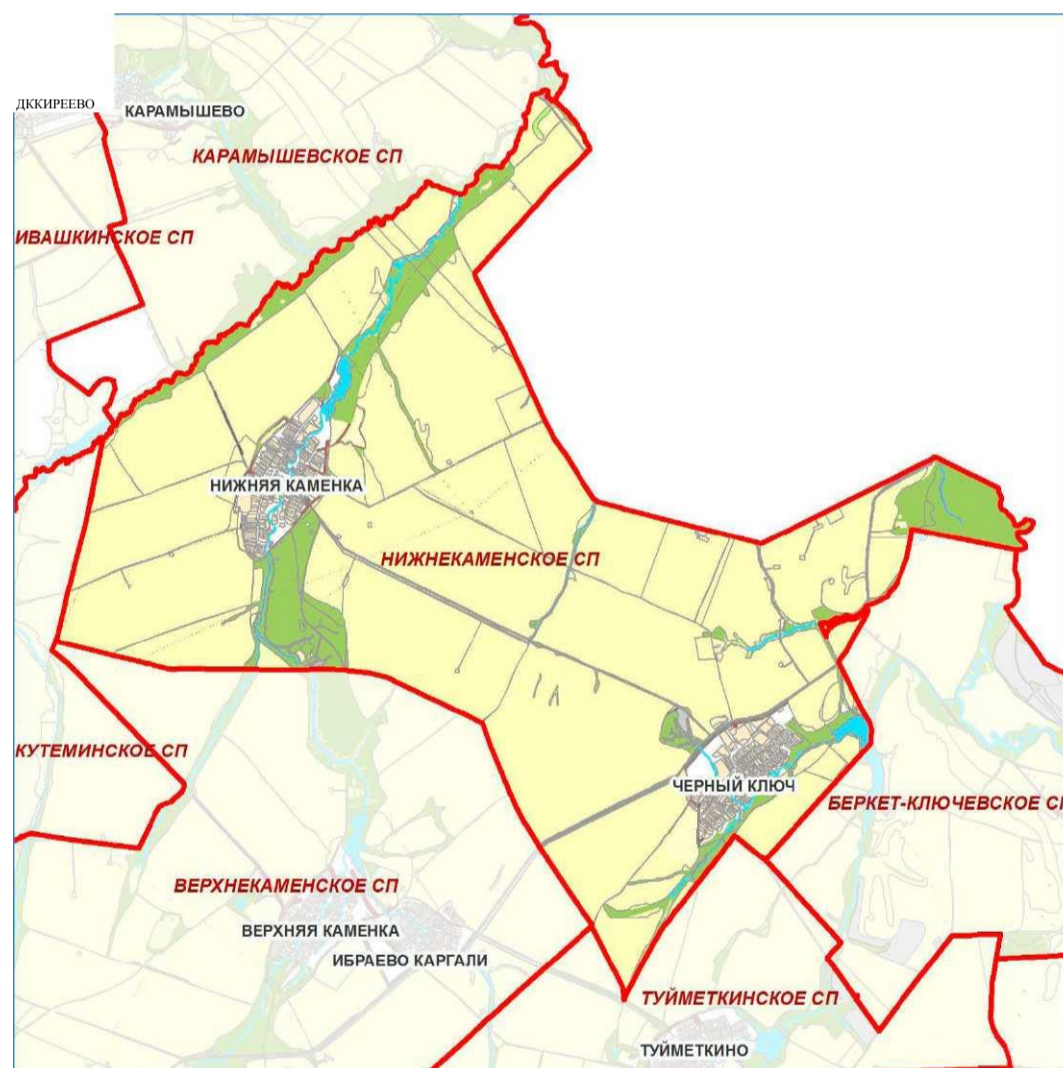 ДККИРЕЕВО
КАРАМЫШЕВО
КАРАМЫШЕВСКОЕ СП
ИВАШКИНСКОЕ СП
НИЖНЯЯ КАМЕНКА
НИЖНЕКАМЕНСКОЕ СП
КУТЕМИНСКОЕ СП
ЧЕРНЫЙ КЛЮЧ
БЕРКЕТ-КЛЮЧЕВСКОЕ СП
ВЕРХНЕКАМЕНСКОЕ СП
ВЕРХНЯЯ КАМЕНКА
ИБРАЕВО КАРГАЛИ
ТУЙМЕТКИНСКОЕ СП
ТУЙМЕТКИНО